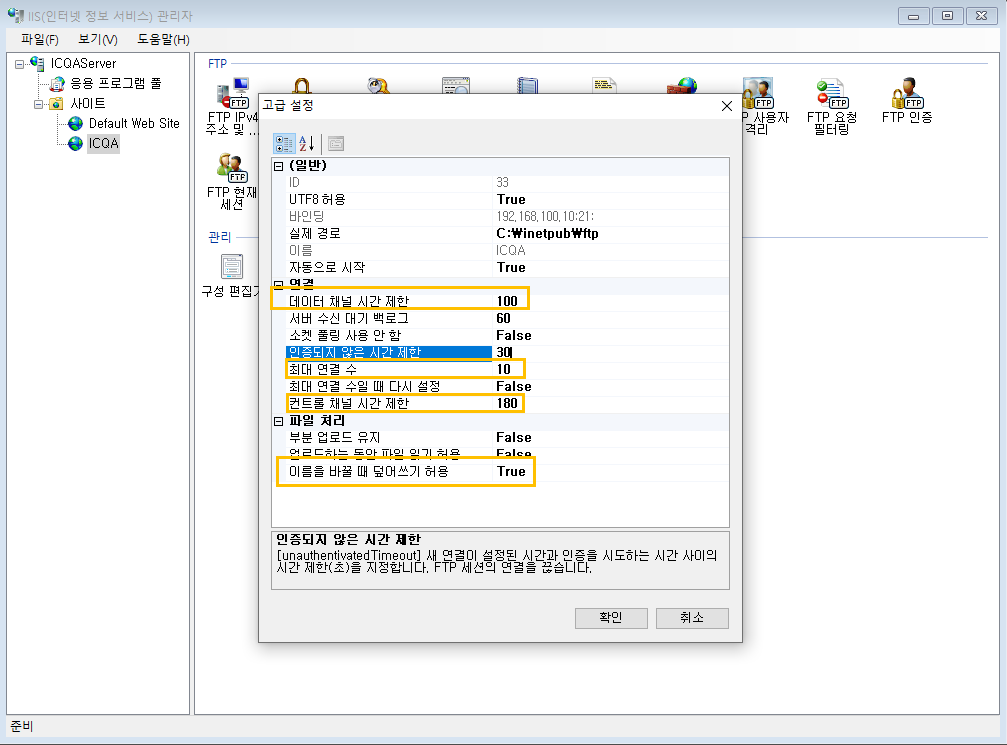 IIS(인터넷 정보 서비스) 관리자
파일(F) 보기(V) 도움말(H)
ICQAServer
응용 프로그램 풀
사이트
Default Web Site
ICQA
FTP
FTP IPv4
주소 및 ...
사용자
격리
FTP 요청
필터링
FTP 인증
FTP 현재
세션
관리
구성 편집기
고급 설정
(일반)
ID 33
UTF8 허용 True
바인딩 192.168.100.10:21:
실제 경로 C:₩inetpub₩ftp
이름 ICQA
자동으로 시작 True
연결
데이터 채널 시간 제한 100
서버 수신 대기 백로그 60
소켓 풀링 사용 안 함 False
인증되지 않은 시간 제한 30
최대 연결 수 10
최대 연결 수일 때 다시 설정 False
컨트롤 채널 시간 제한 180
파일 처리
부분 업로드 유지 False
업로드하는 동안 파일 읽기 허용 False
이름을 바꿀 때 덮어쓰기 허용 True
인증되지 않은 시간 제한
[unauthentivatedTimeout] 새 연결이 설정된 시간과 인증을 시도하는 시간 사이의
시간 제한(초)을 지정합니다. FTP 세션의 연결을 끊습니다.
확인 취소
준비